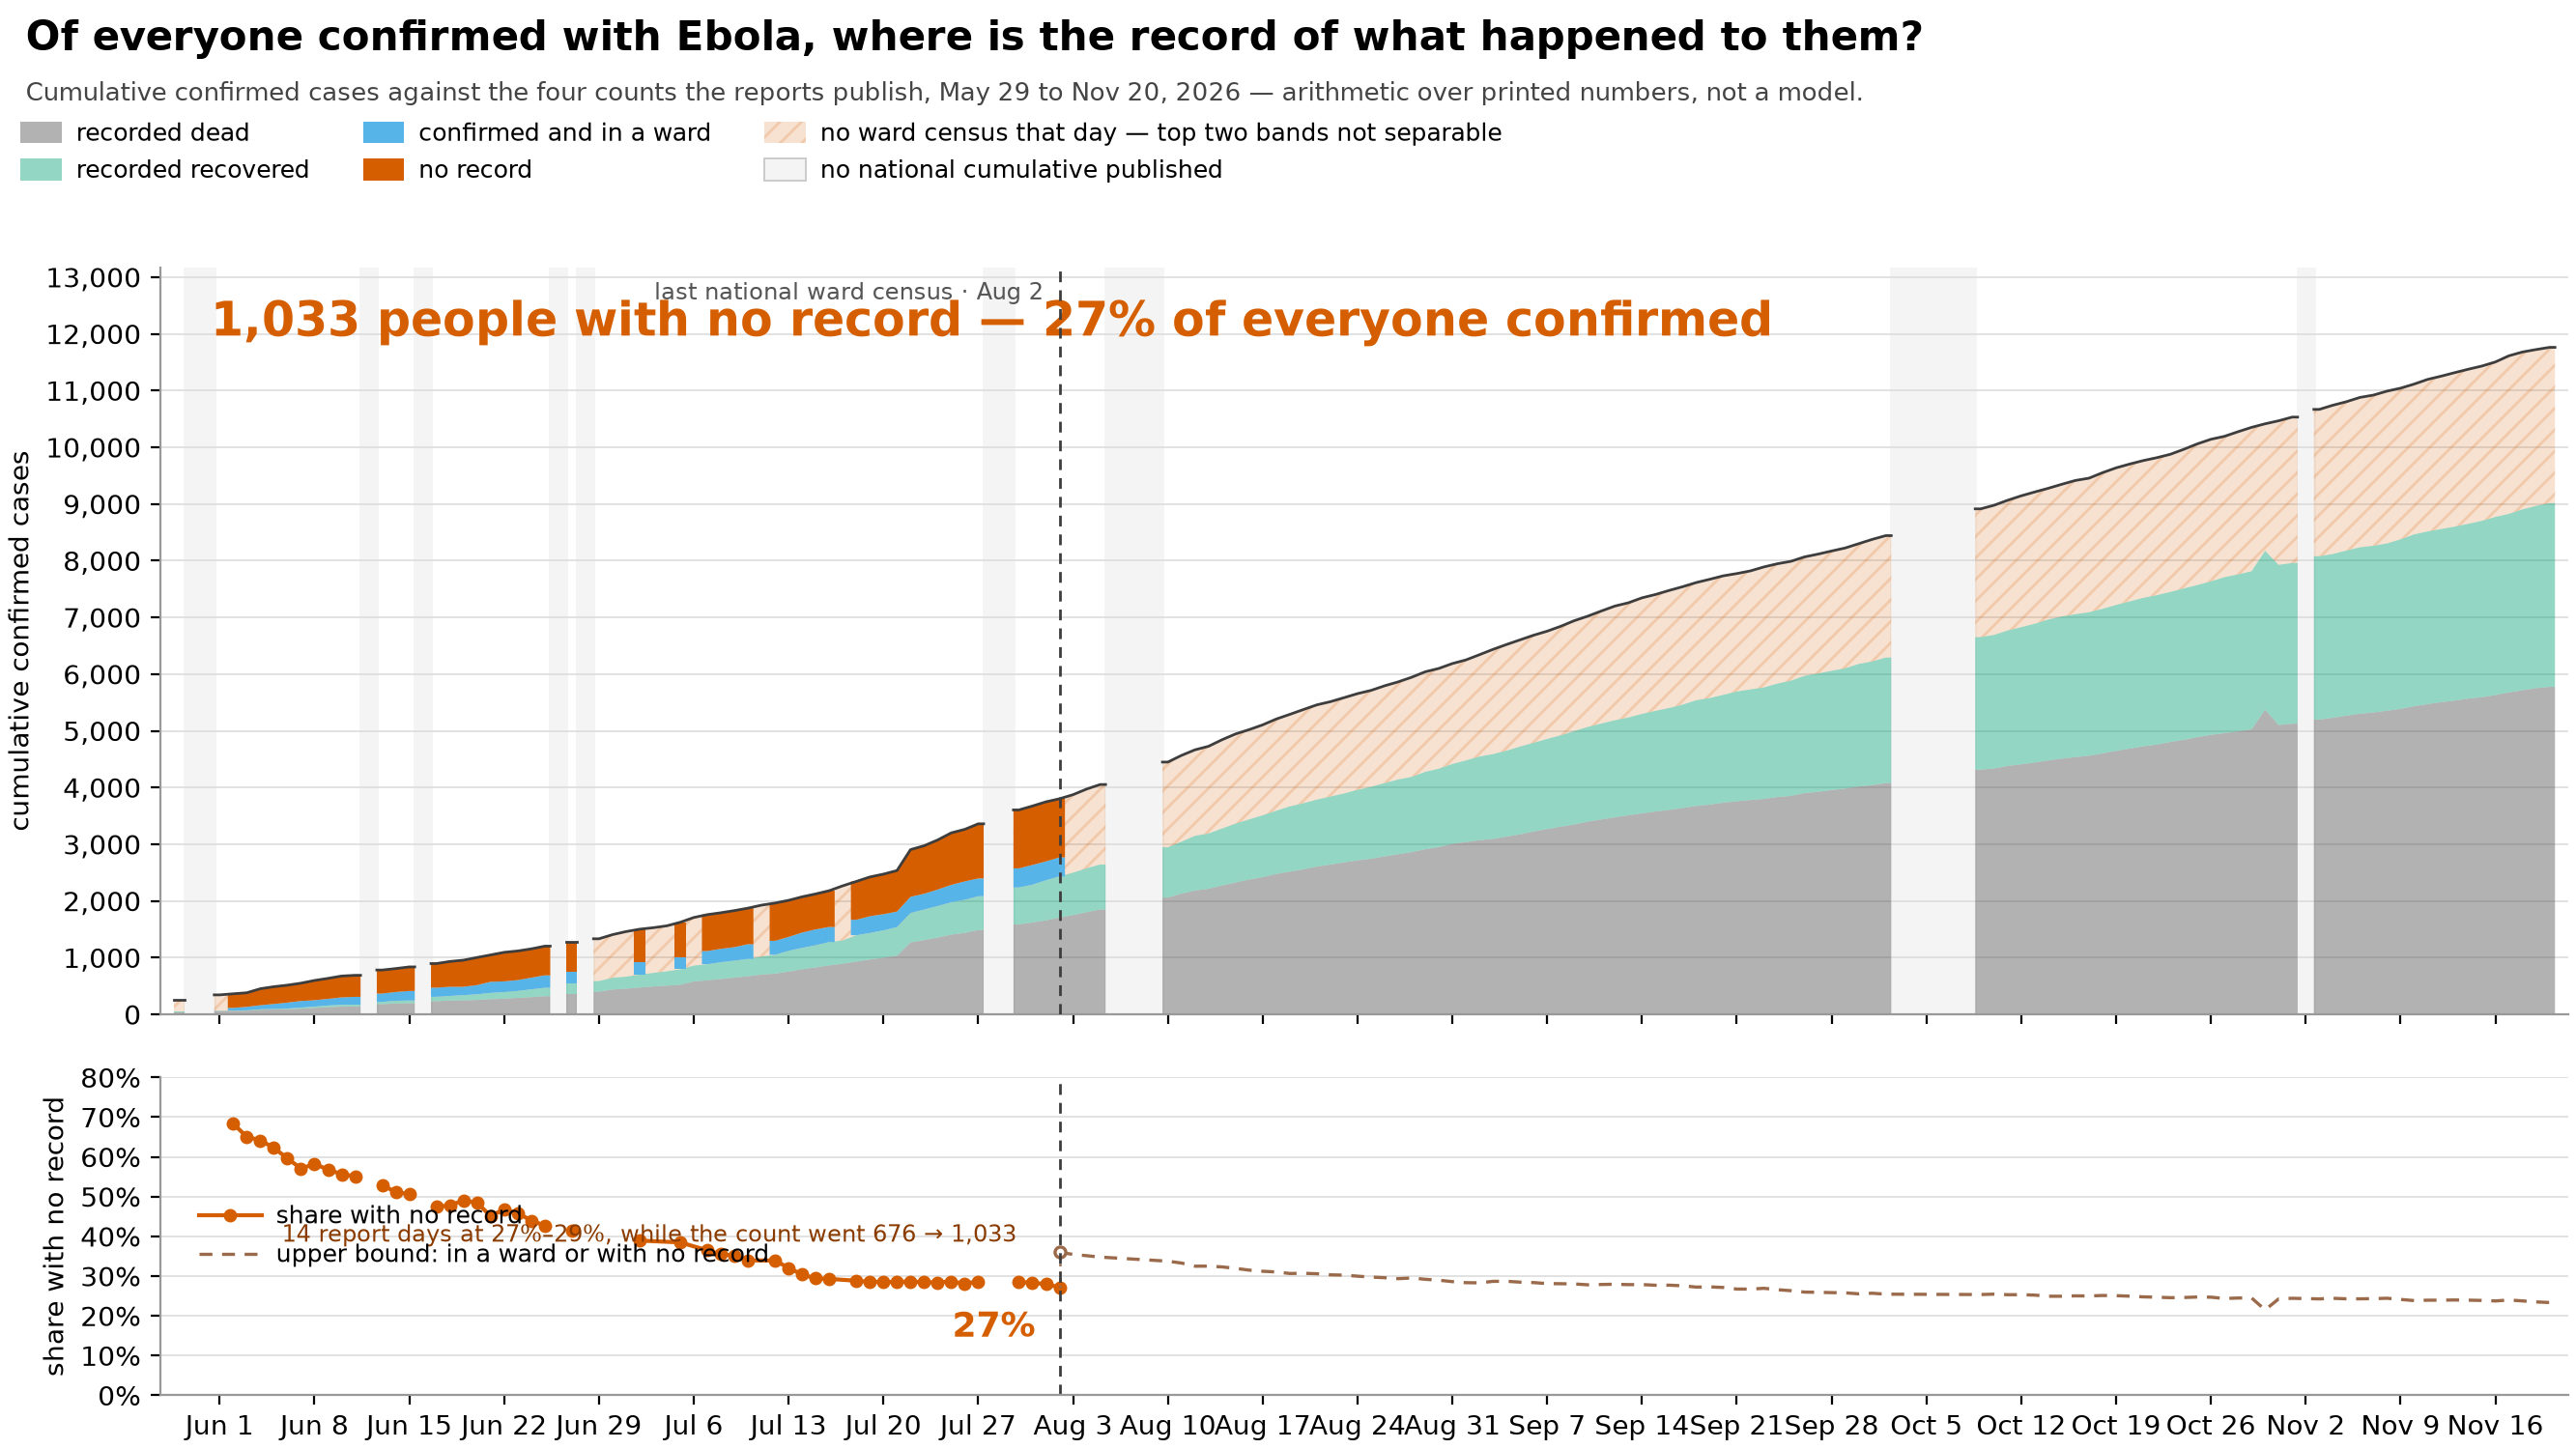 Of everyone confirmed with Ebola, where is the record of what happened to them?
Cumulative confirmed cases against the four counts the reports publish, May 29 to Nov 20, 2026 — arithmetic over printed numbers, not a model.
recorded dead
confirmed and in a ward
no ward census that day — top two bands not separable
recorded recovered
no record
no national cumulative published
last national ward census · Aug 2
1,033 people with no record — 27% of everyone confirmed
cumulative confirmed cases
13,000
12,000
11,000
10,000
9,000
8,000
7,000
6,000
5,000
4,000
3,000
2,000
1,000
0
share with no record
80%
70%
60%
50%
40%
30%
20%
10%
0%
share with no record
14 report days at 27%–29%, while the count went 676 → 1,033
upper bound: in a ward or with no record
27%
Jun 1 Jun 8 Jun 15 Jun 22 Jun 29 Jul 6 Jul 13 Jul 20 Jul 27 Aug 3 Aug 10 Aug 17 Aug 24 Aug 31 Sep 7 Sep 14 Sep 21 Sep 28 Oct 5 Oct 12 Oct 19 Oct 26 Nov 2 Nov 9 Nov 16